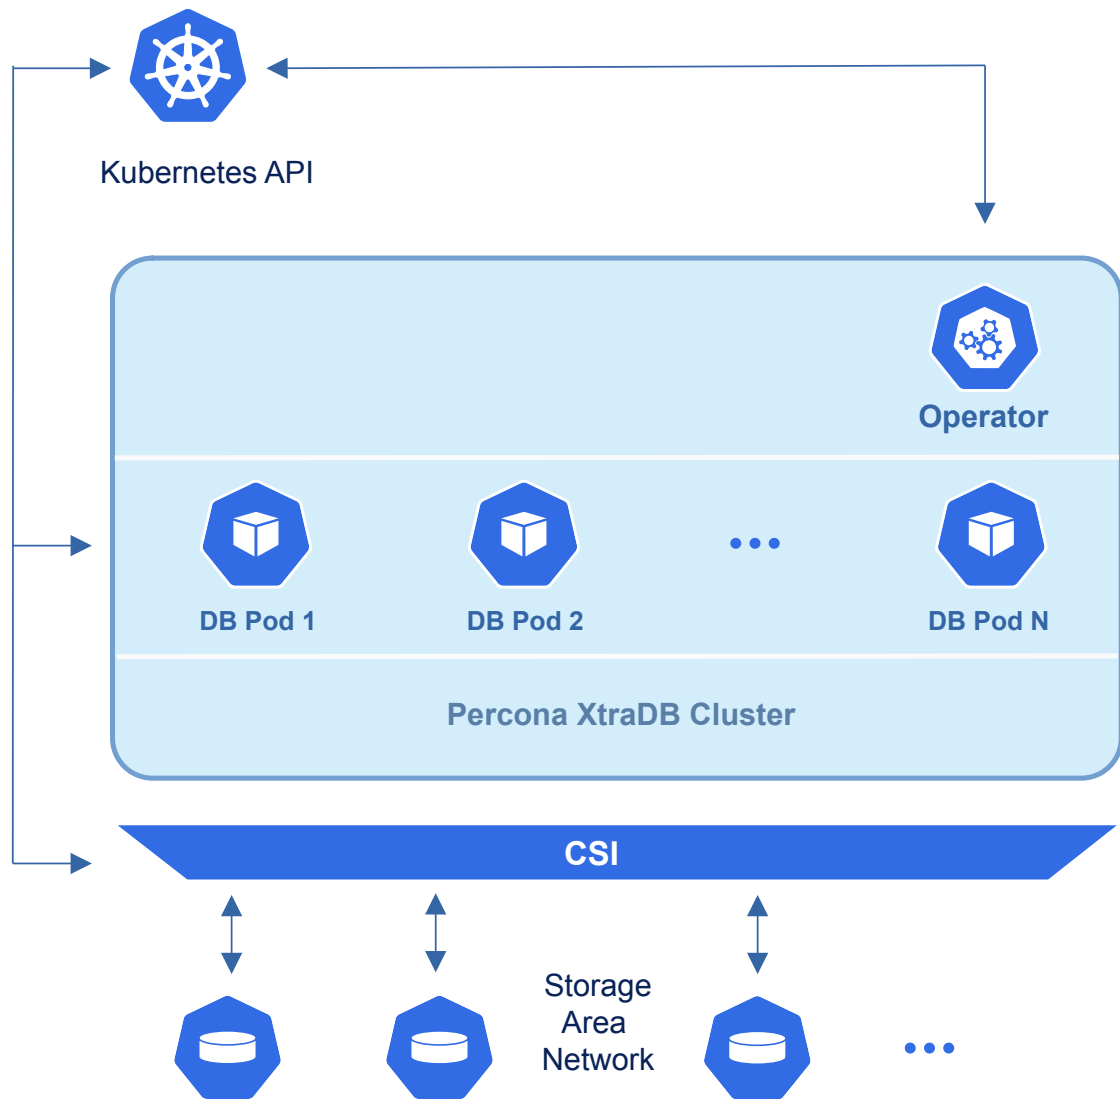 Kubernetes API
Operator
DB Pod 1
DB Pod 2
DB Pod N
Percona XtraDB Cluster
CSI
Storage
Area
Network